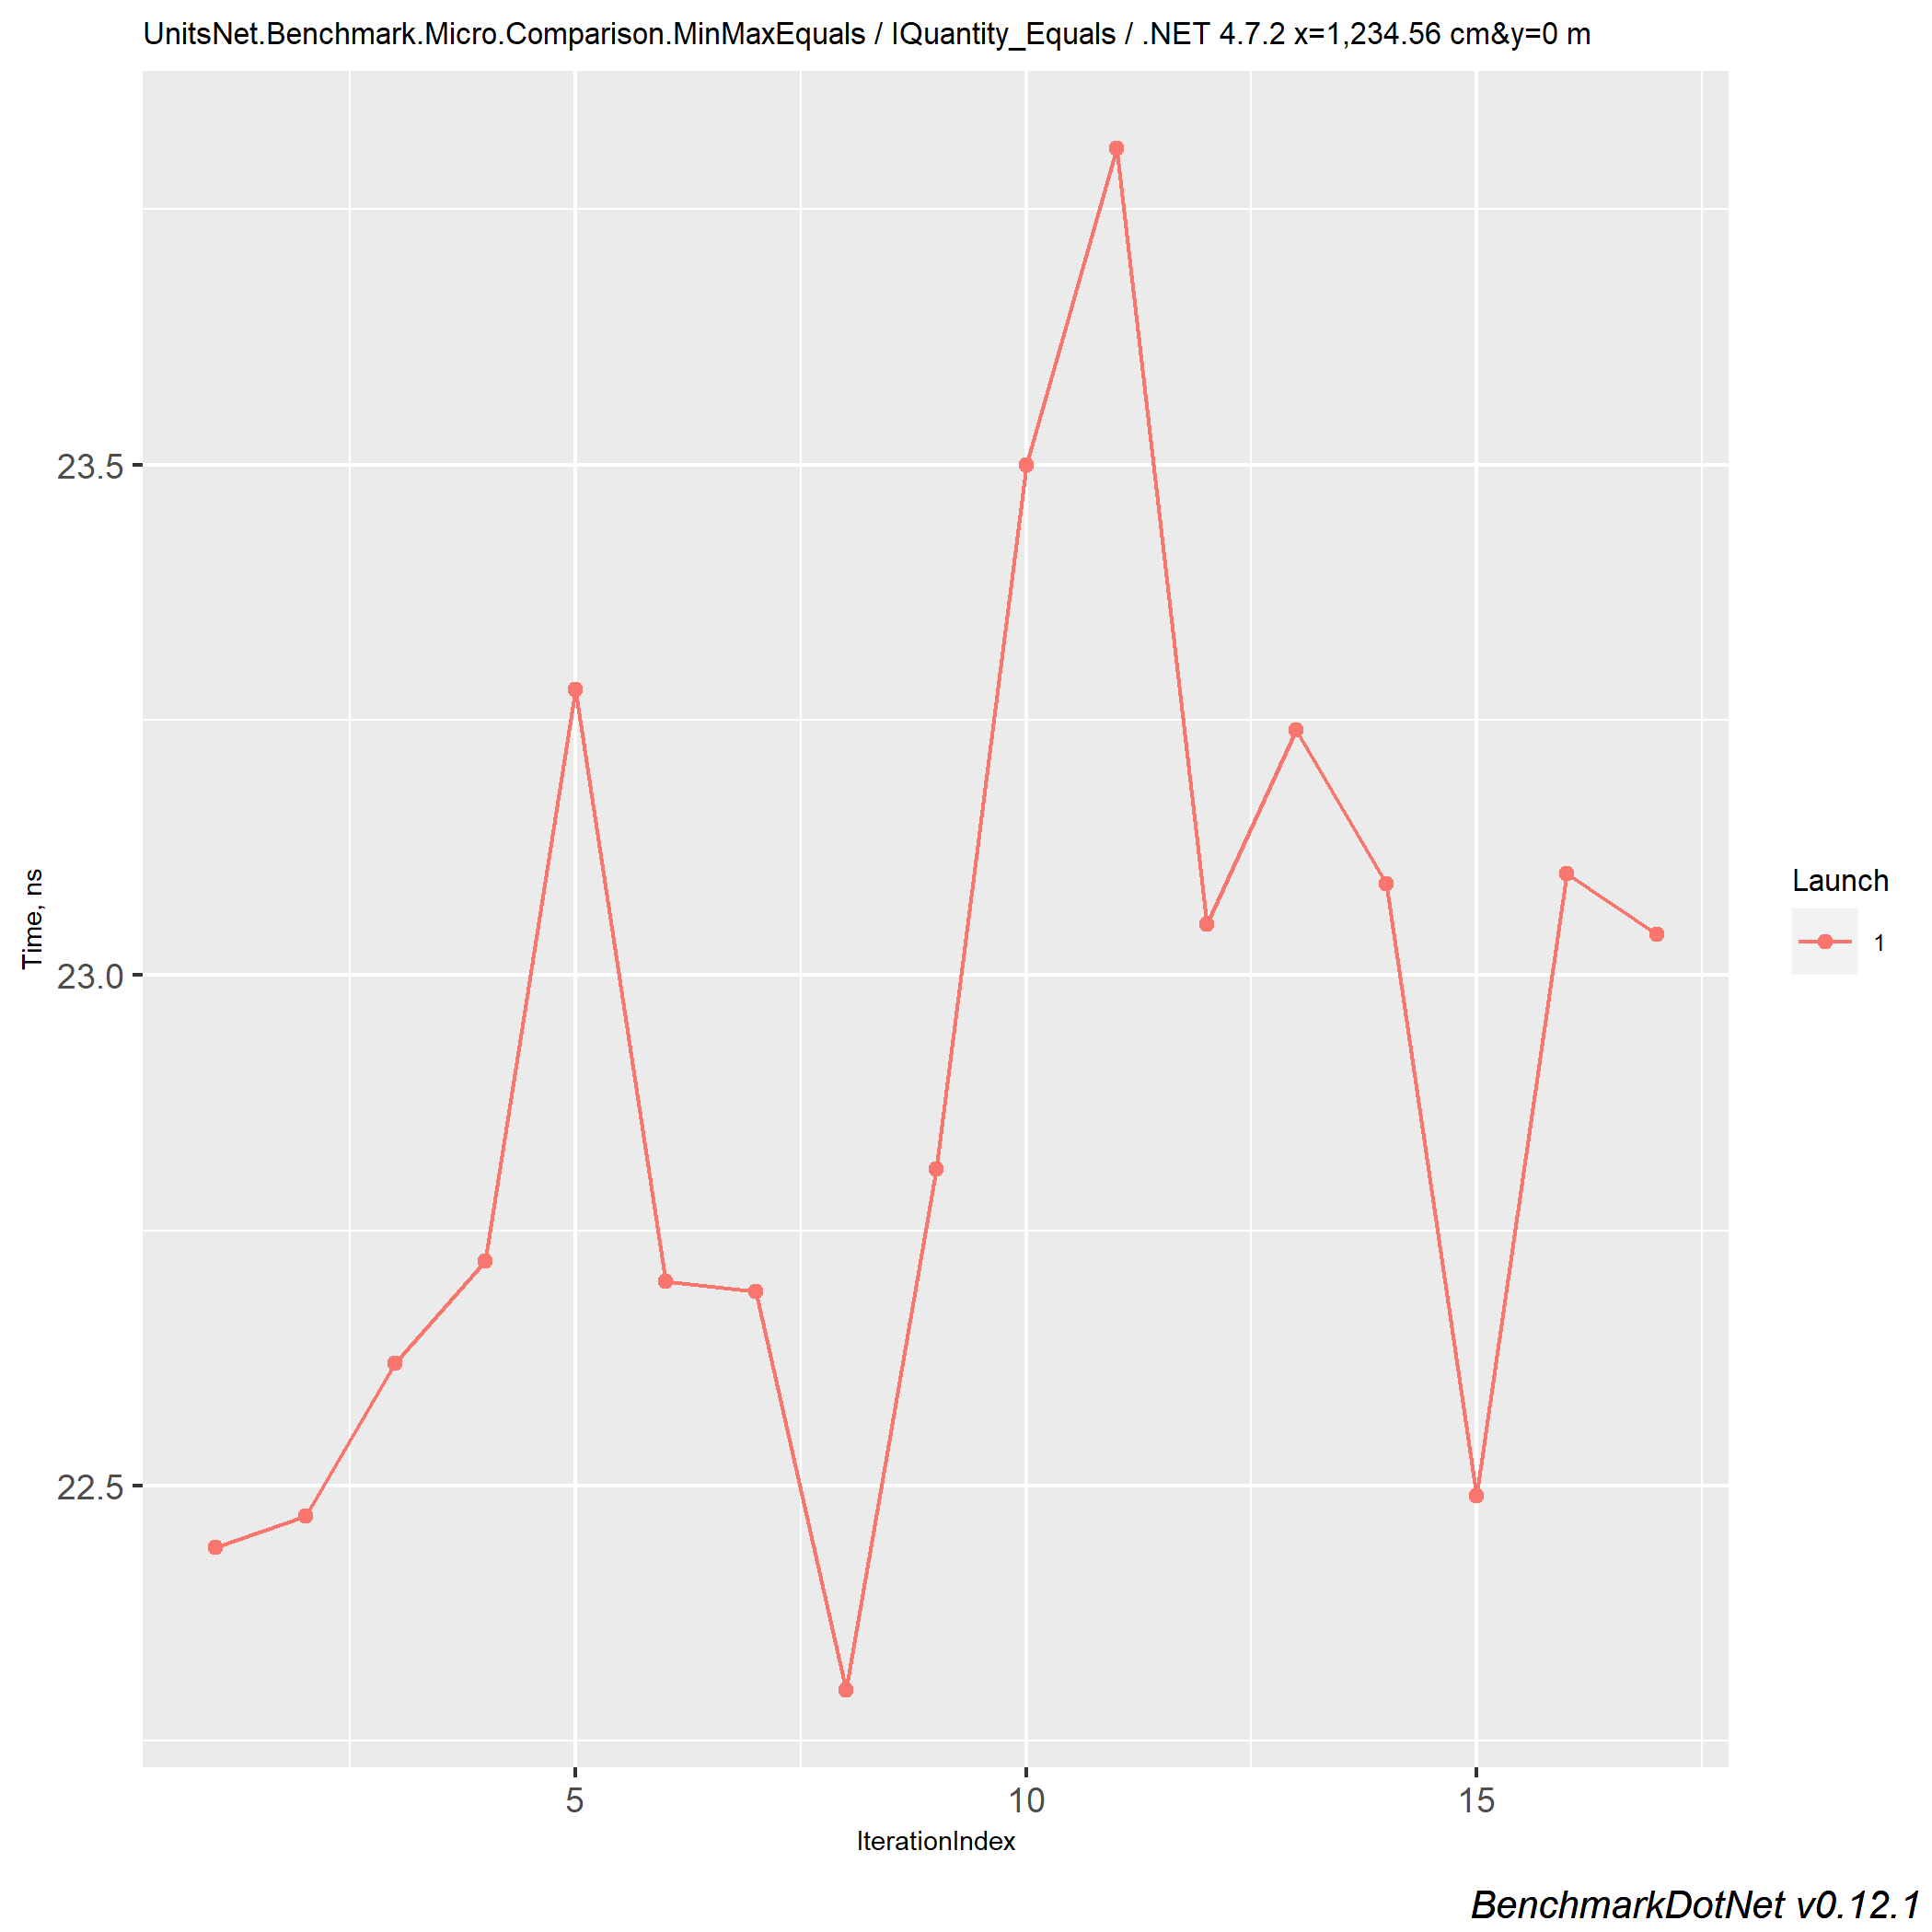 UnitsNet.Benchmark.Micro.Comparison.MinMaxEquals / IQuantity_Equals / .NET 4.7.2 x=1,234.56 cm&y=0 m
Time, ns
23.5
23.0
22.5
5
10
15
IterationIndex
Launch
1
BenchmarkDotNet v0.12.1